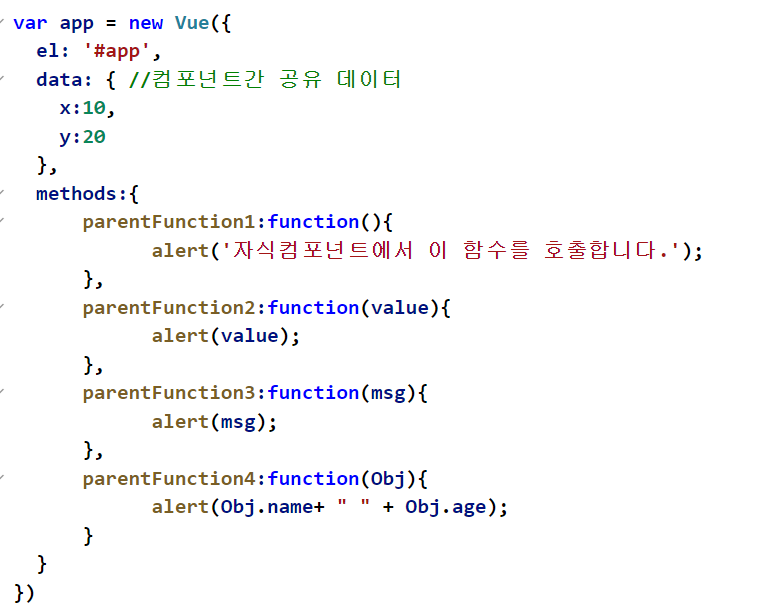 var app = new Vue({
  el: '#app',
  data: { //컴포넌트간 공유 데이터
    x:10,
    y:20
  },
  methods:{
      parentFunction1:function(){
            alert('자식컴포넌트에서 이 함수를 호출합니다.');
      },
      parentFunction2:function(value){
            alert(value);
      },
      parentFunction3:function(msg){
            alert(msg);
      },
      parentFunction4:function(Obj){
            alert(Obj.name+ " " + Obj.age);
      }
  }
})